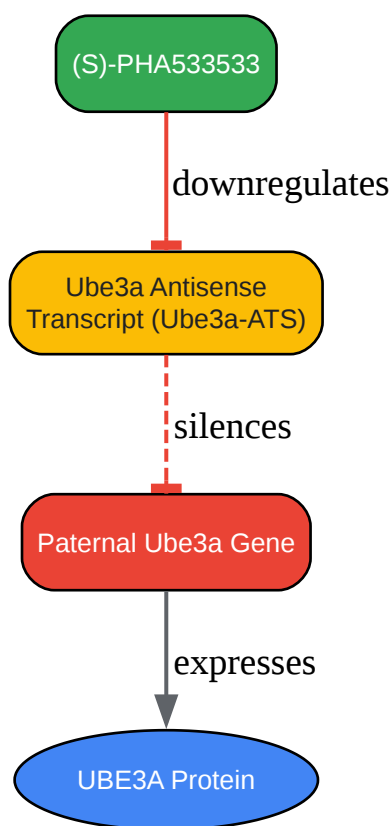 (S)-PHA533533
downregulates
Ube3a Antisense
Transcript (Ube3a-ATS)
silences
Paternal Ube3a Gene
expresses
UBE3A Protein